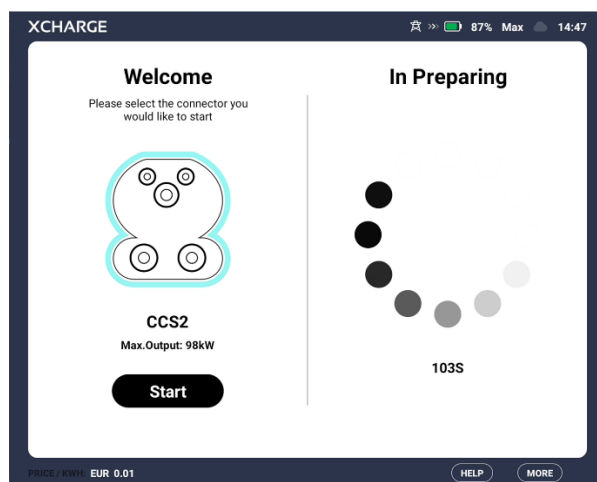 XCHARGE
87% Max 14:47
Welcome
Please select the connector you
would like to start
CCS2
Max.Output: 98kW
Start
In Preparing
103S
PRICE / KWH: EUR 0.01
HELP
MORE